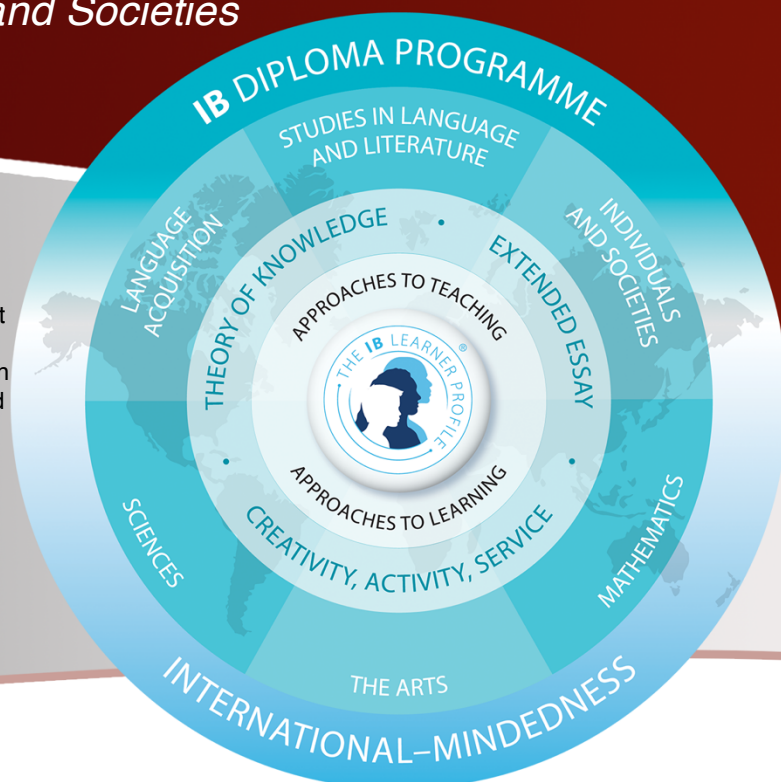 and Societies
IB DIPLOMA PROGRAMME
STUDIES IN LANGUAGE
AND LITERATURE
LANGUAGE
ACQUISITION
INDIVIDUALS
AND SOCIETIES
THEORY OF KNOWLEDGE
EXTENDED ESSAY
APPROACHES TO TEACHING
THE IB LEARNER PROFILE ®
APPROACHES TO LEARNING
CREATIVITY, ACTIVITY, SERVICE
SCIENCES
MATHEMATICS
THE ARTS
INTERNATIONAL–MINDEDNESS